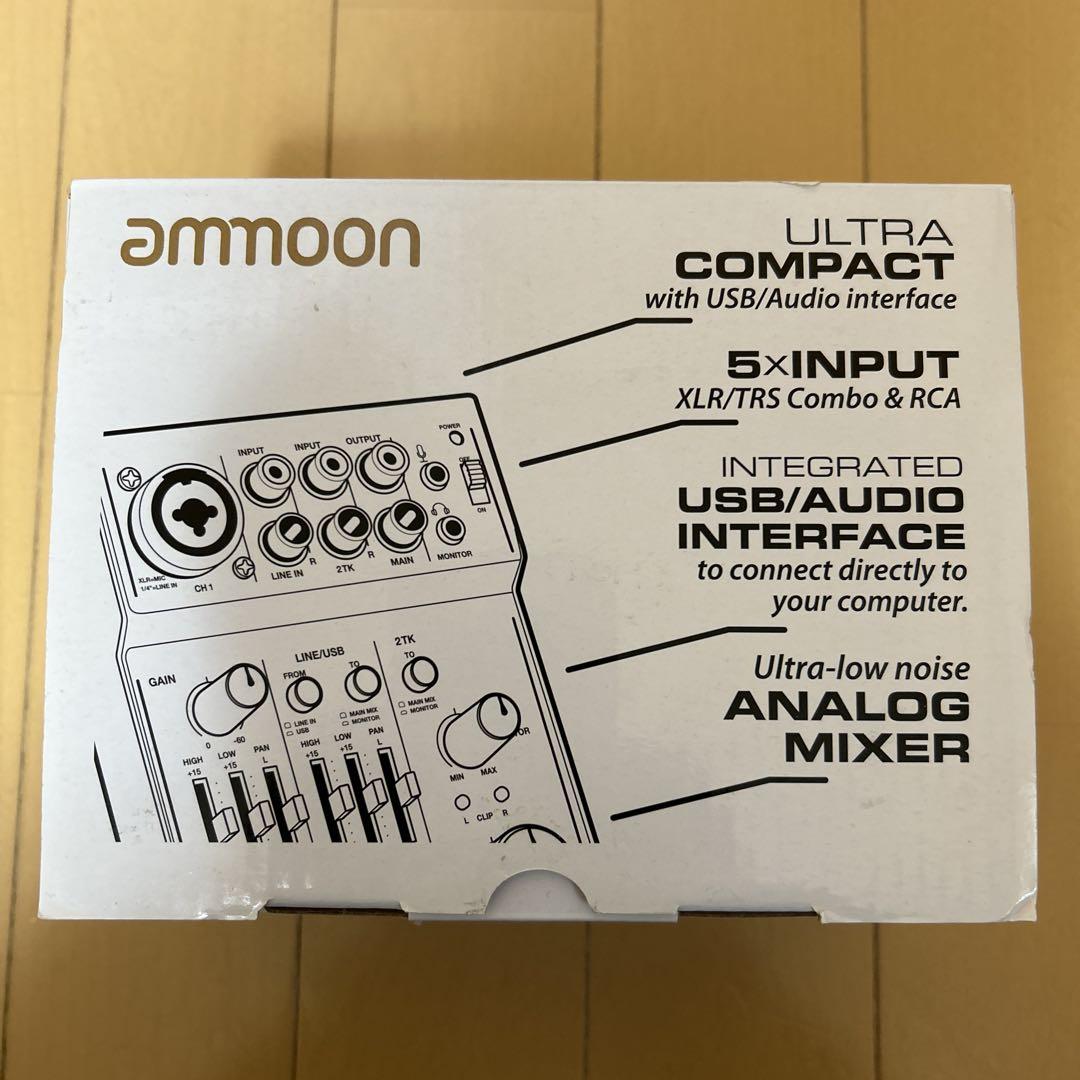 ammoon
ULTRA
COMPACT
with USB/Audio interface
5×INPUT
XLR/TRS Combo & RCA
INTEGRATED
USB/AUDIO
INTERFACE
to connect directly to
your computer.
Ultra-low noise
ANALOG
MIXER
POWER
INPUT
INPUT
OUTPUT
OFF
ON
R
R
LINE IN
2TK
MAIN
MONITOR
XLR=MIC
1/4"=LINE IN
CH 1
LINE/USB
2TK
GAIN
FROM
TO
TO
LINE IN
USB
MAIN MIX
MONITOR
MAIN MIX
MONITOR
0
-60
HIGH
LOW
PAN
+15
+15
L
HIGH
LOW
PAN
+15
+15
L
MIN
MAX
L
CLIP
R